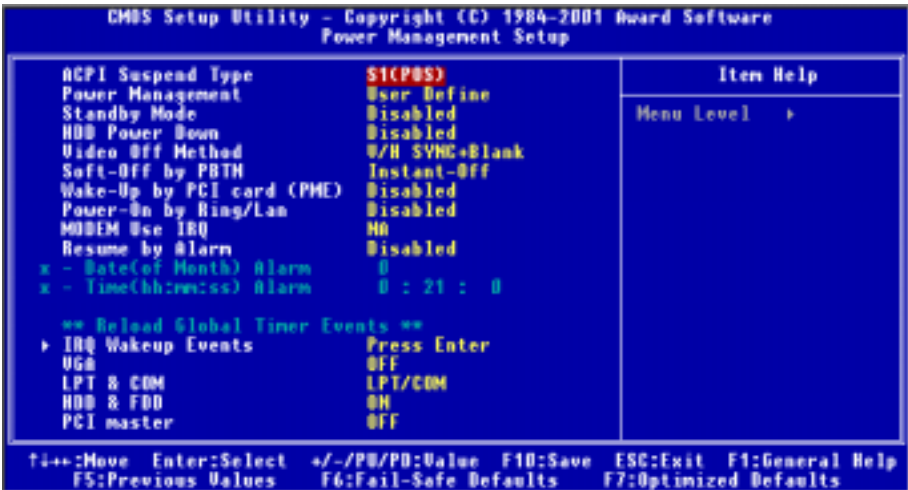 CMOS Setup Utility - Copyright (C) 1984-2001 Award Software
Power Management Setup
ACPI Suspend Type S1(POS)
Power Management User Define
Standby Mode Disabled
HDD Power Down Disabled
Video Off Method V/H SYNC+Blank
Soft-Off by PBTN Instant-Off
Wake-Up by PCI card (PME) Disabled
Power-On by Ring/Lan Disabled
MODEM Use IRQ NA
Resume by Alarm Disabled
x - Date(of Month) Alarm 0
x - Time(hh:mm:ss) Alarm 0 : 21 : 0
** Reload Global Timer Events **
▸ IRQ Wakeup Events Press Enter
VGA OFF
LPT & COM LPT/COM
HDD & FDD ON
PCI master OFF
Item Help
Menu Level ▸
↑↓→←:Move Enter:Select +/-/PU/PD:Value F10:Save ESC:Exit F1:General Help
F5:Previous Values F6:Fail-Safe Defaults F7:Optimized Defaults